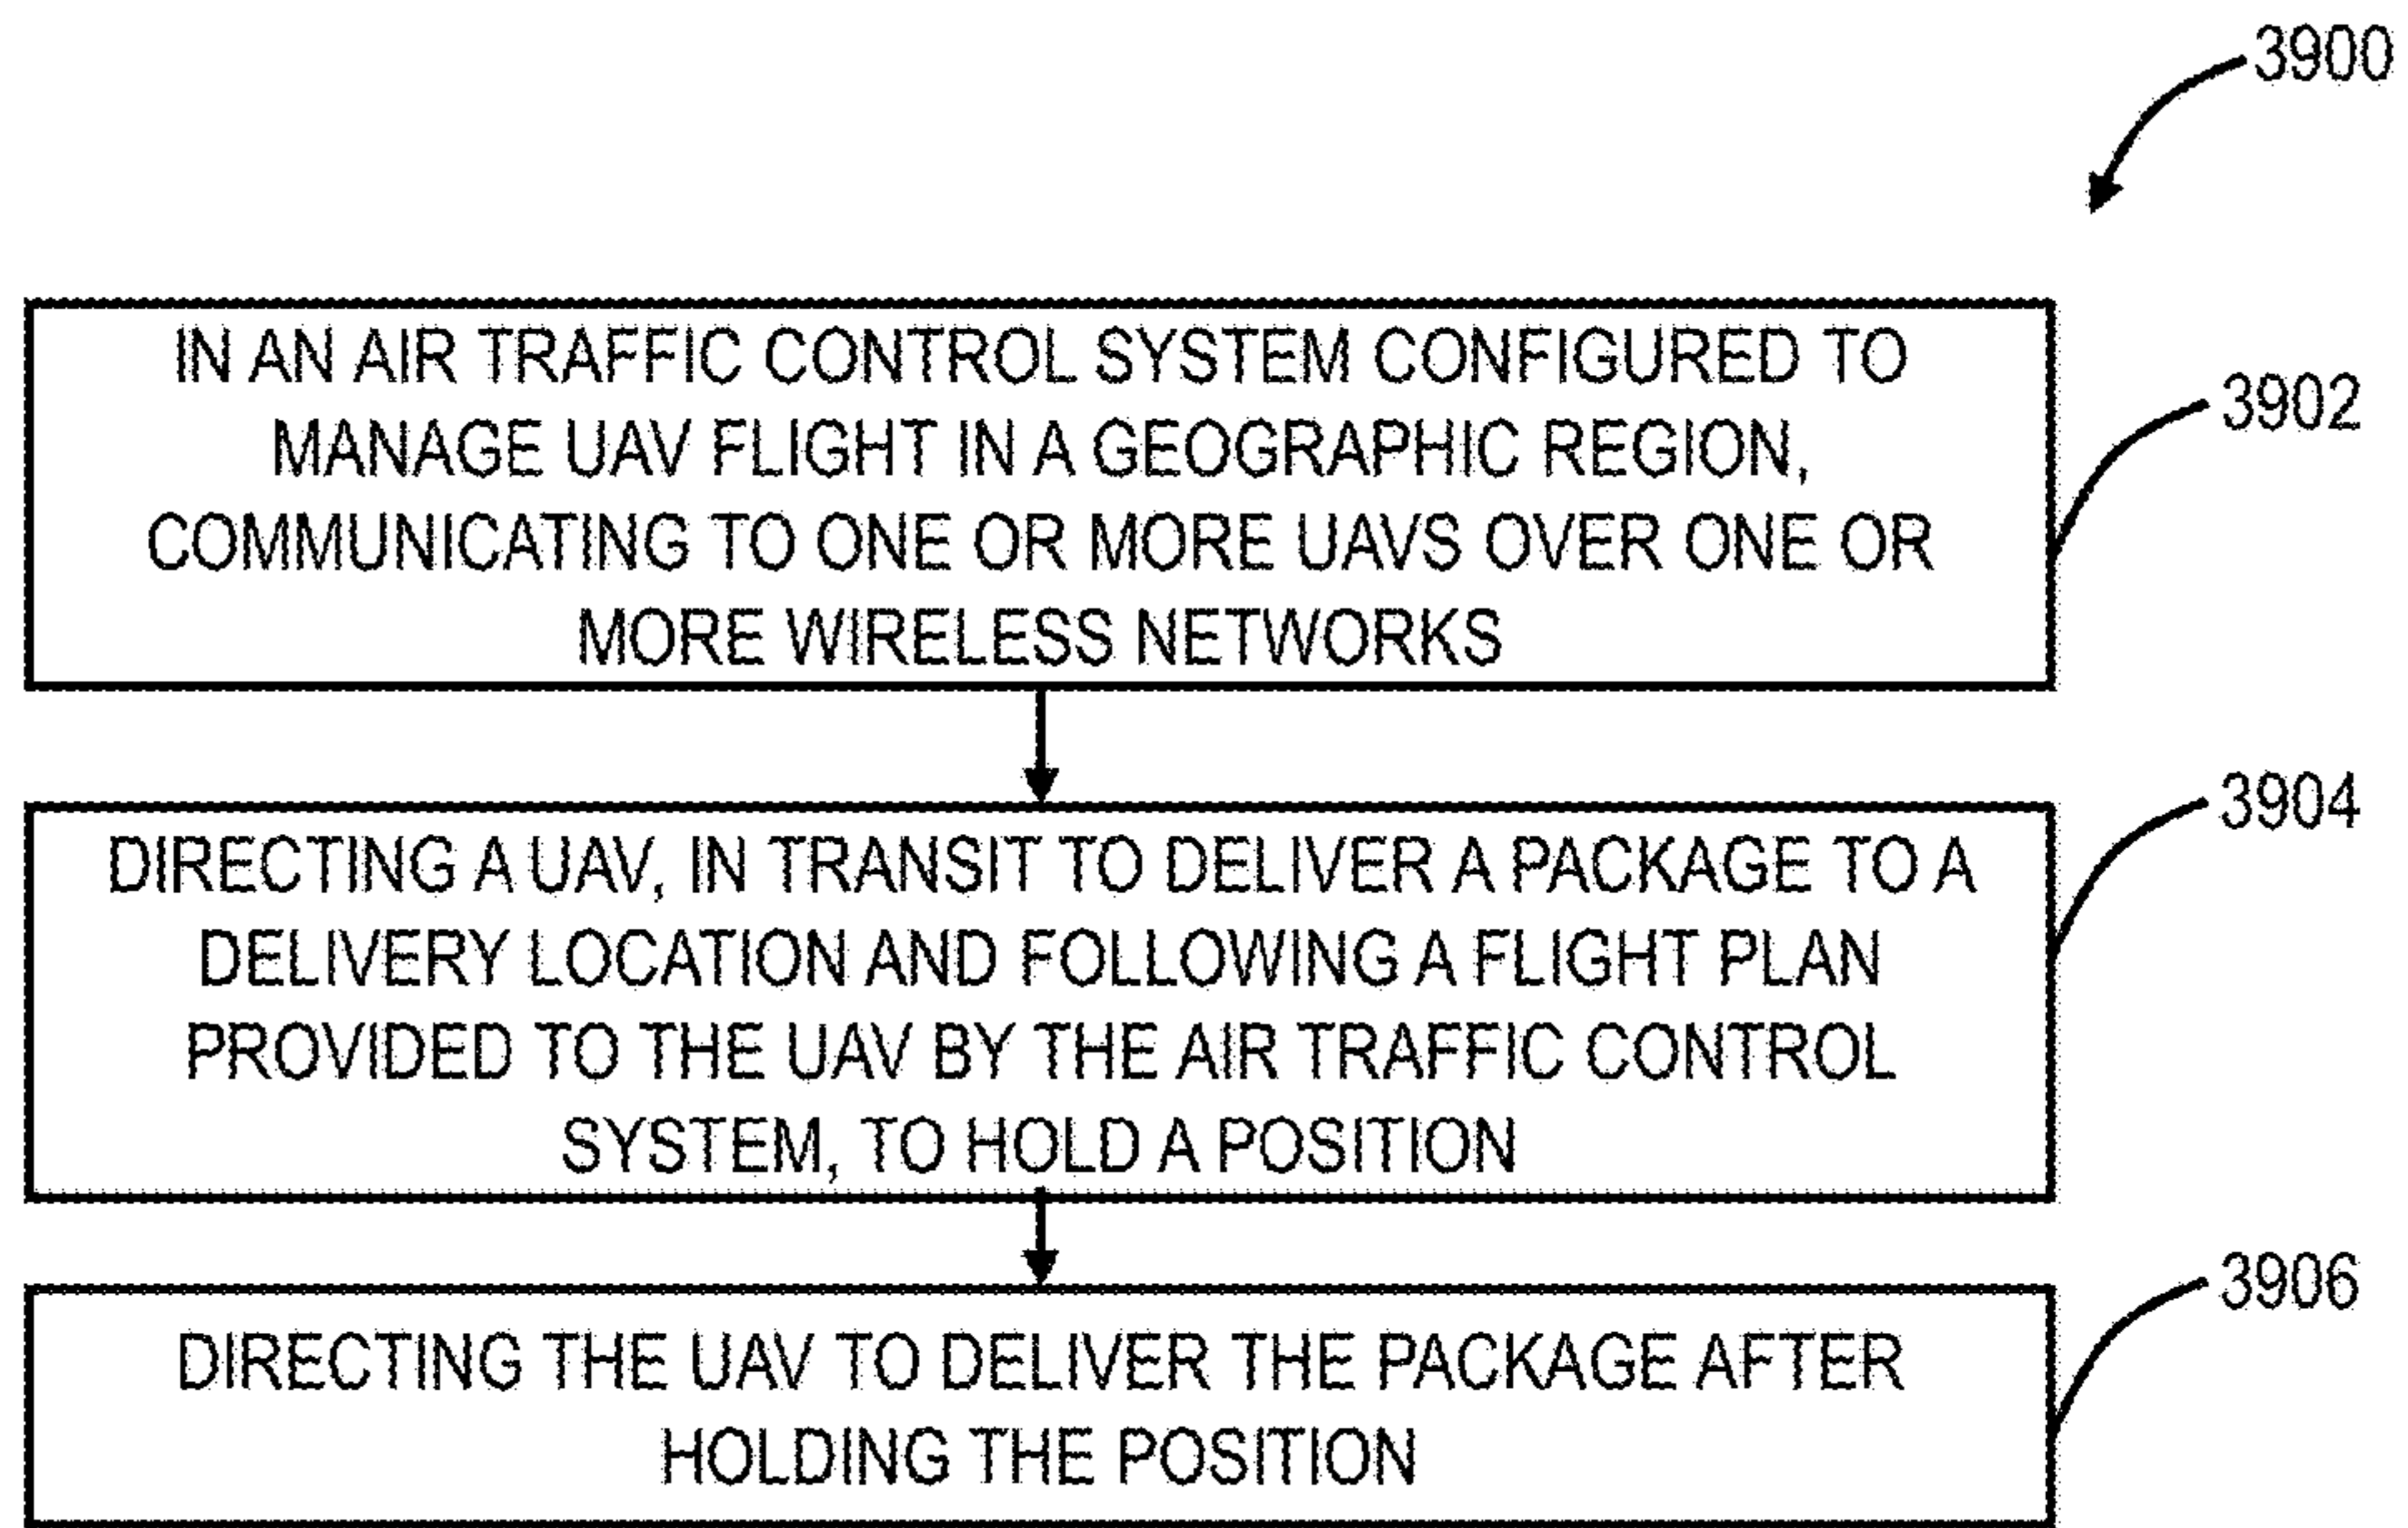 3900
IN AN AIR TRAFFIC CONTROL SYSTEM CONFIGURED TO
MANAGE UAV FLIGHT IN A GEOGRAPHIC REGION,
COMMUNICATING TO ONE OR MORE UAVS OVER ONE OR
MORE WIRELESS NETWORKS
3902
DIRECTING A UAV, IN TRANSIT TO DELIVER A PACKAGE TO A
DELIVERY LOCATION AND FOLLOWING A FLIGHT PLAN
PROVIDED TO THE UAV BY THE AIR TRAFFIC CONTROL
SYSTEM, TO HOLD A POSITION
3904
DIRECTING THE UAV TO DELIVER THE PACKAGE AFTER
HOLDING THE POSITION
3906